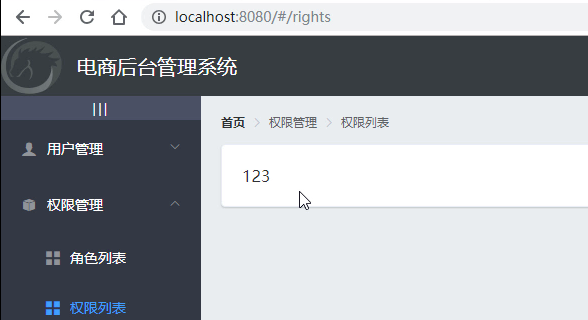 localhost:8080/#/rights
电商后台管理系统
|||
首页 > 权限管理 > 权限列表
用户管理
123
权限管理
角色列表
权限列表